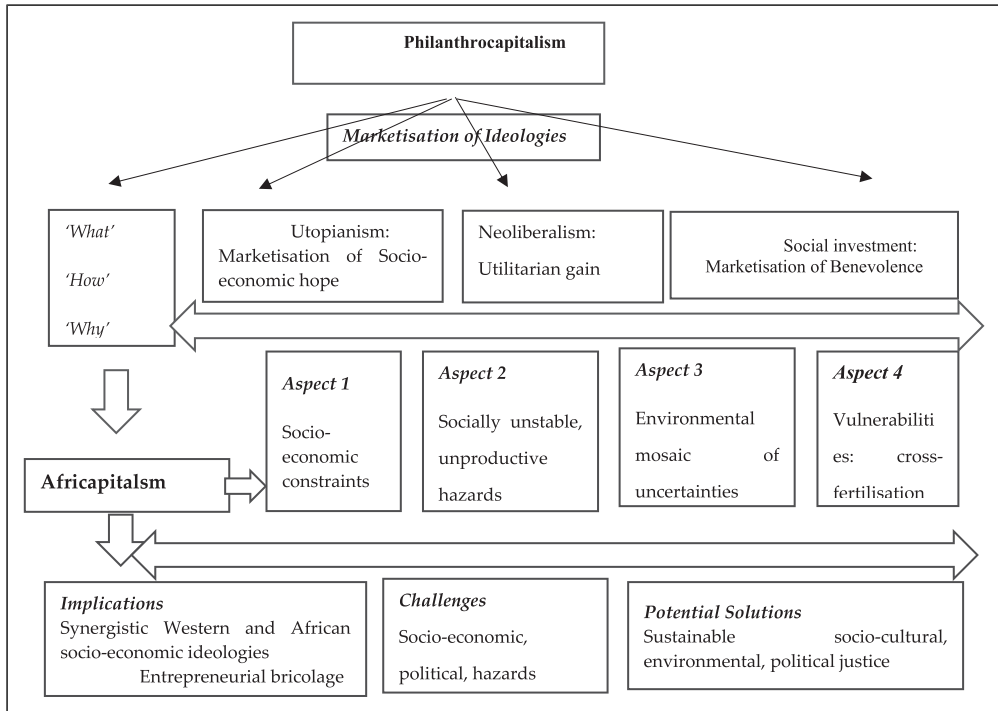 Philanthrocapitalism
Marketisation of Ideologies
‘What’
‘How’
‘Why’
Utopianism:
Marketisation of Socio-
economic hope
Neoliberalism:
Utilitarian gain
Social investment:
Marketisation of Benevolence
Aspect 1
Socio-
economic
constraints
Aspect 2
Socially unstable,
unproductive
hazards
Aspect 3
Environmental
mosaic of
uncertainties
Aspect 4
Vulnerabiliti
es: cross-
fertilisation
Africapitalsm
Implications
Synergistic Western and African
socio-economic ideologies
Entrepreneurial bricolage
Challenges
Socio-economic,
political, hazards
Potential Solutions
Sustainable socio-cultural,
environmental, political justice